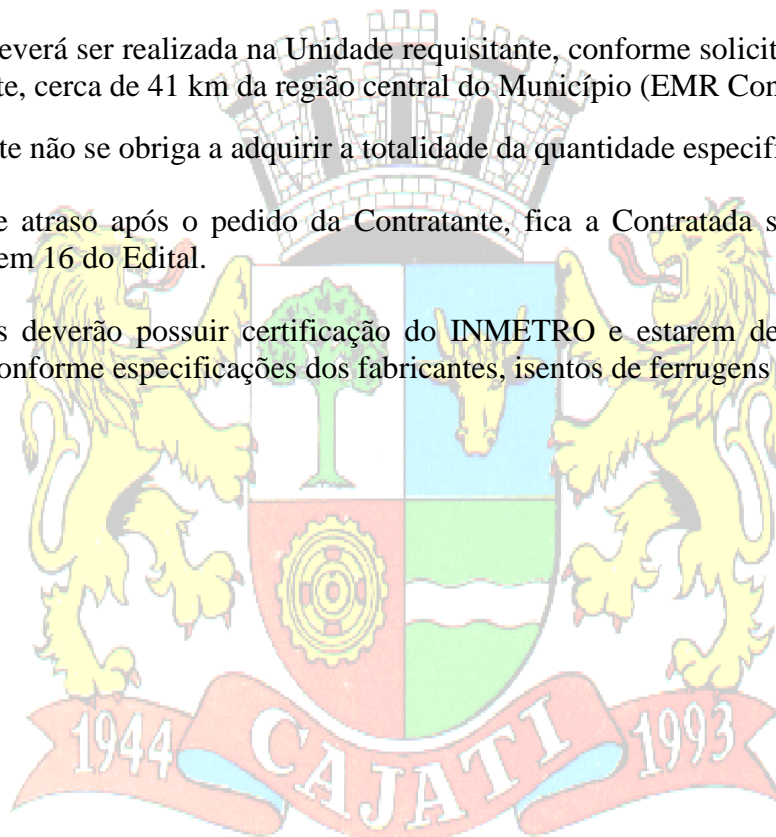 everá ser realizada na Unidade requisitante, conforme solicit
te, cerca de 41 km da região central do Município (EMR Con
te não se obriga a adquirir a totalidade da quantidade especifi
e atraso após o pedido da Contratante, fica a Contratada s
em 16 do Edital.
s deverão possuir certificação do INMETRO e estarem de
onforme especificações dos fabricantes, isentos de ferrugens
1944 CAJATI 1993